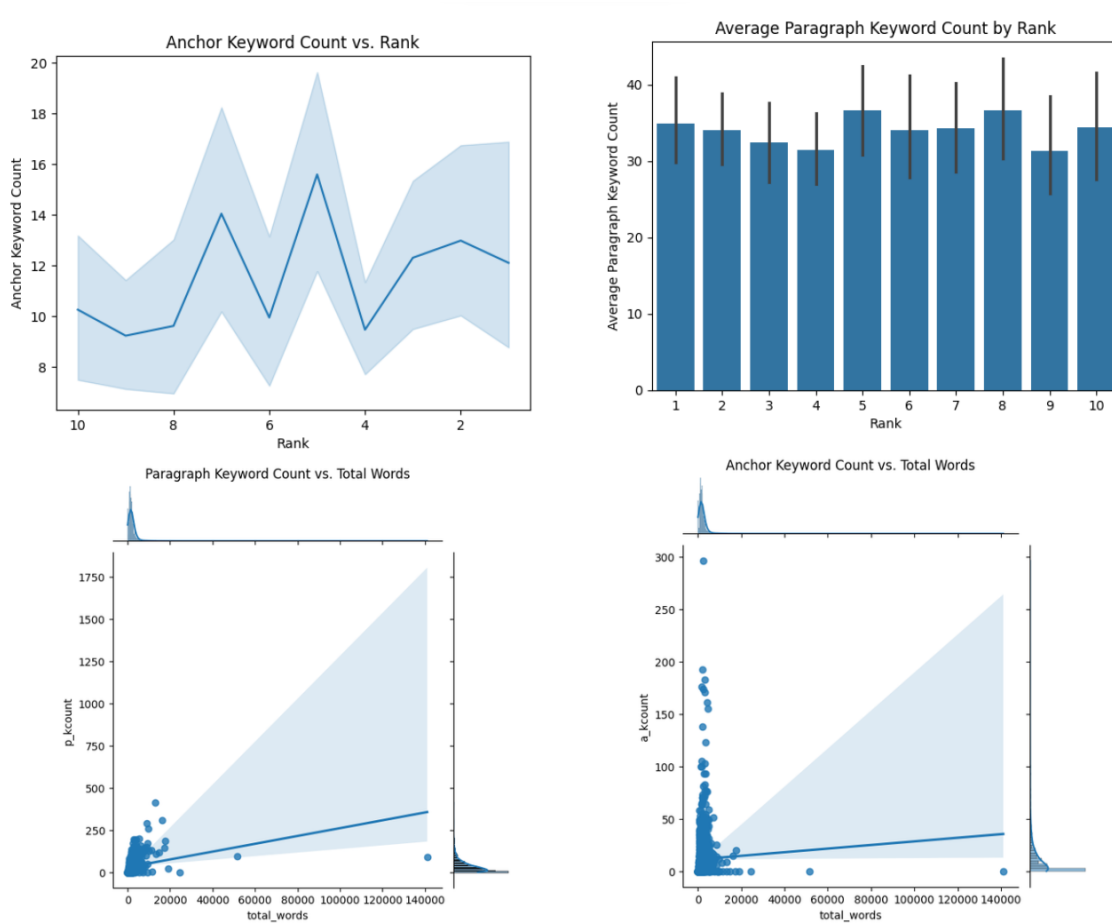 Anchor Keyword Count vs. Rank
20
18
16
14
12
10
8
Anchor Keyword Count
10 8 6 4 2
Rank
Average Paragraph Keyword Count by Rank
40
30
20
10
0
Average Paragraph Keyword Count
1 2 3 4 5 6 7 8 9 10
Rank
Paragraph Keyword Count vs. Total Words
1750
1500
1250
1000
750
500
250
0
p_kcount
0 20000 40000 60000 80000 100000 120000 140000
total_words
Anchor Keyword Count vs. Total Words
300
250
200
150
100
50
0
a_kcount
0 20000 40000 60000 80000 100000 120000 140000
total_words